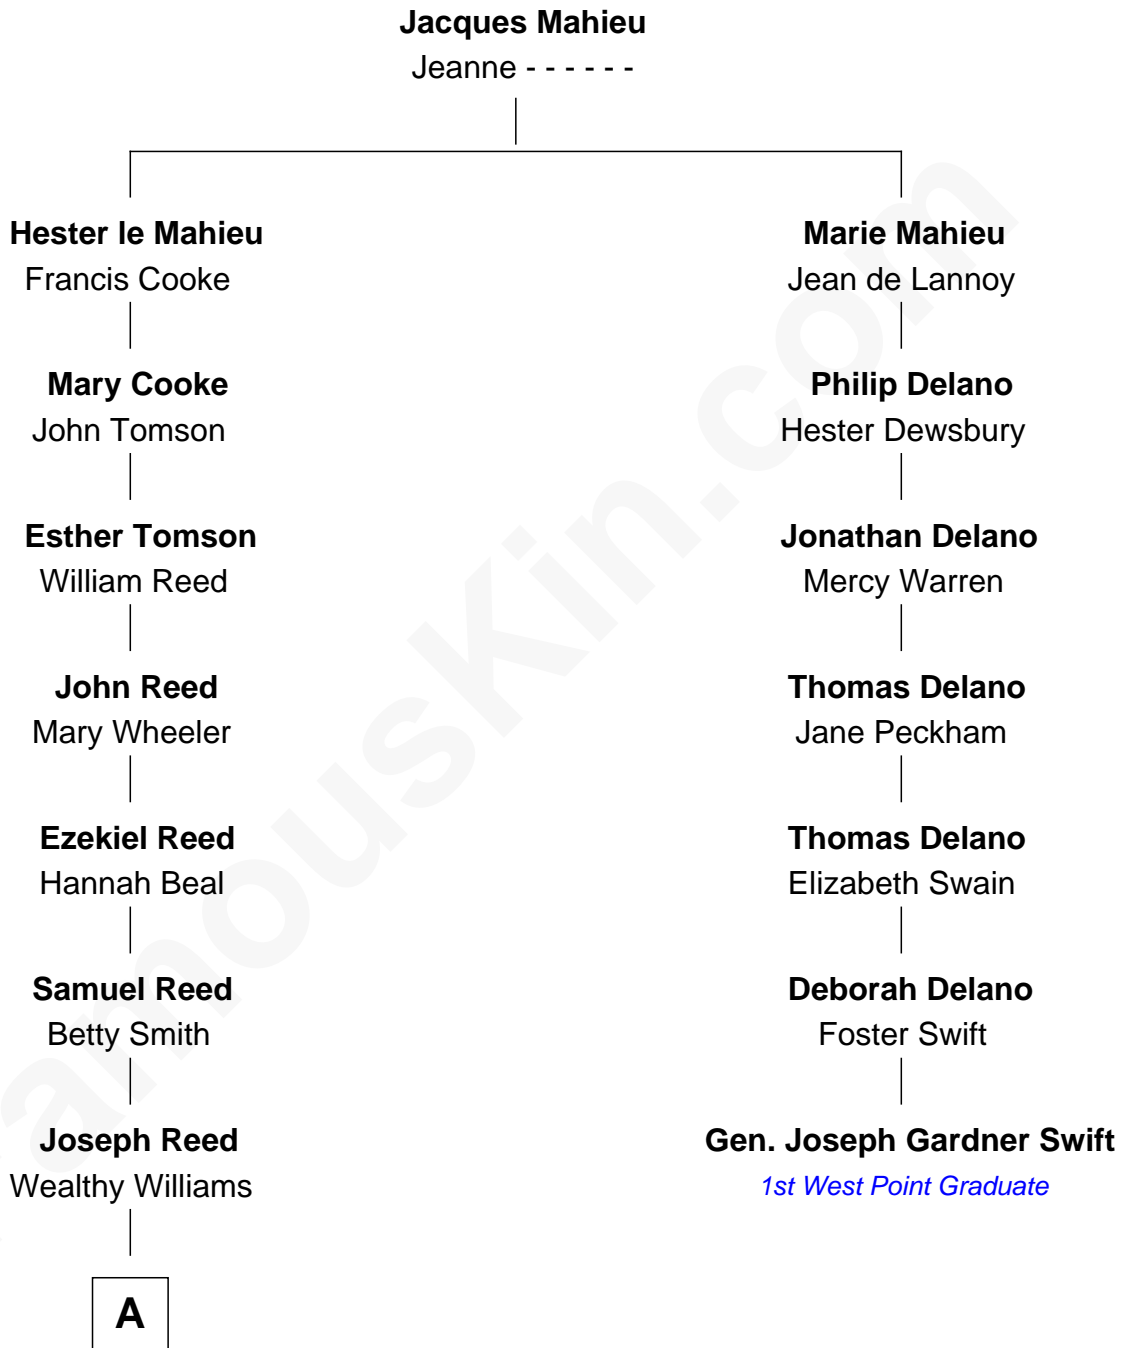 Jacques Mahieu
Jeanne - - - - - -
Hester le Mahieu
Francis Cooke
Marie Mahieu
Jean de Lannoy
Mary Cooke
John Tomson
Philip Delano
Hester Dewsbury
Esther Tomson
William Reed
Jonathan Delano
Mercy Warren
John Reed
Mary Wheeler
Thomas Delano
Jane Peckham
Ezekiel Reed
Hannah Beal
Thomas Delano
Elizabeth Swain
Samuel Reed
Betty Smith
Deborah Delano
Foster Swift
Joseph Reed
Wealthy Williams
Gen. Joseph Gardner Swift
1st West Point Graduate
A
amousKin.com